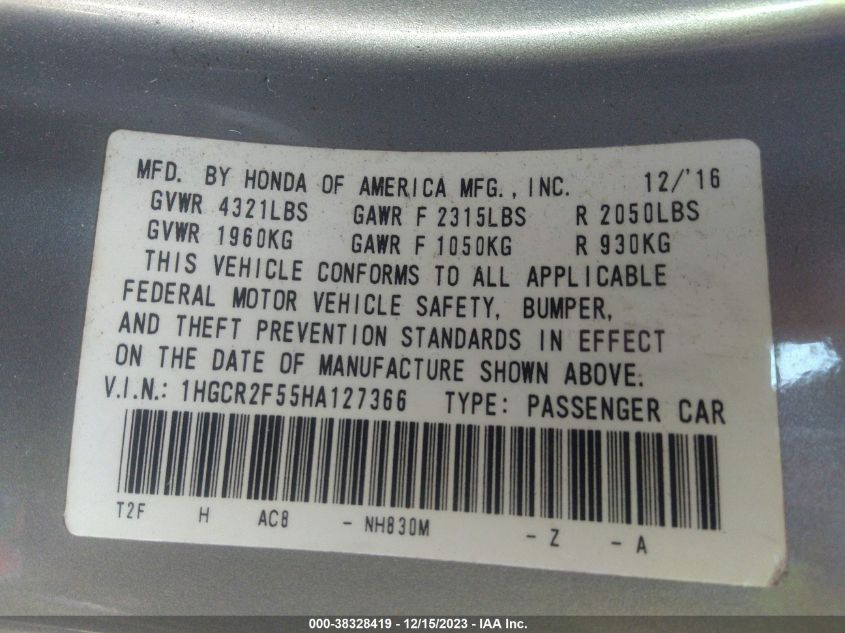 MFD. BY HONDA OF AMERICA MFG., INC. 12/'16
GVWR 4321LBS GAWR F 2315LBS R 2050LBS
GVWR 1960KG GAWR F 1050KG R 930KG
THIS VEHICLE CONFORMS TO ALL APPLICABLE
FEDERAL MOTOR VEHICLE SAFETY, BUMPER,
AND THEFT PREVENTION STANDARDS IN EFFECT
ON THE DATE OF MANUFACTURE SHOWN ABOVE.
V.I.N.: 1HGCR2F55HA127366 TYPE: PASSENGER CAR
T2F H AC8 - NH830M - Z - A
000-38328419 - 12/15/2023 - IAA Inc.